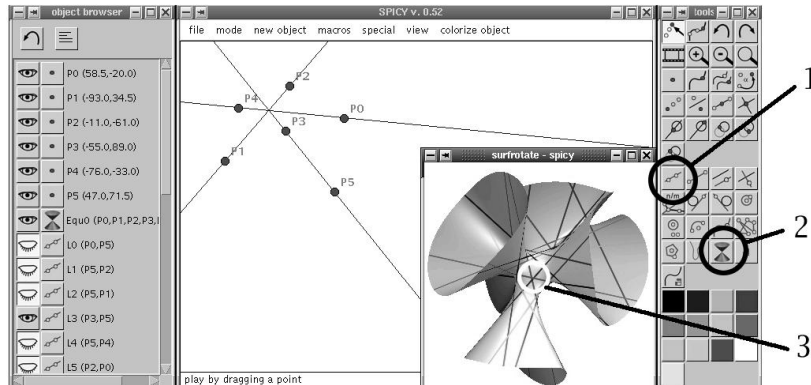 object browser
SPICY v. 0.52
tools
file mode new object macros special view colorize object
P0 (58.5,-20.0)
P1 (-93.0,34.5)
P2 (-11.0,-61.0)
P3 (-55.0,89.0)
P4 (-76.0,-33.0)
P5 (47.0,71.5)
Equ0 (P0,P1,P2,P3,
L0 (P0,P5)
L1 (P5,P2)
L2 (P5,P1)
L3 (P3,P5)
L4 (P5,P4)
L5 (P2,P0)
P2
P4
P0
P3
P1
P5
surfrotate - spicy
n/m
1
2
3
play by dragging a point